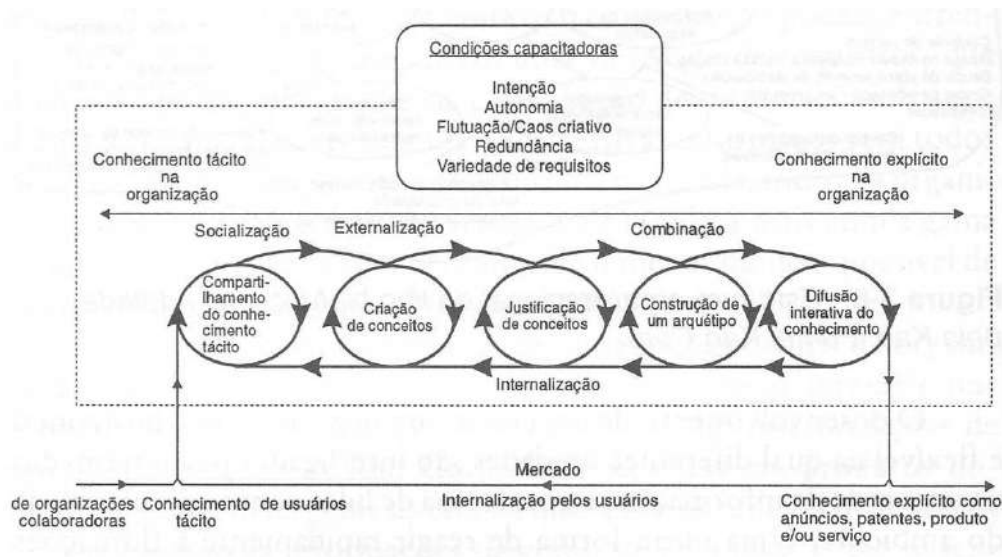 Condições capacitadoras
Intenção
Autonomia
Flutuação/Caos criativo
Redundância
Variedade de requisitos
Conhecimento tácito
na
organização
Conhecimento explícito
na
organização
Socialização
Externalização
Combinação
Comparti-
lhamento
do conhe-
cimento
tácito
Criação
de conceitos
Justificação
de conceitos
Construção de
um arquétipo
Difusão
interativa do
conhecimento
Internalização
Mercado
de organizações
colaboradoras
Conhecimento de usuários
tácito
Internalização pelos usuários
Conhecimento explícito como
anúncios, patentes, produto
e/ou serviço